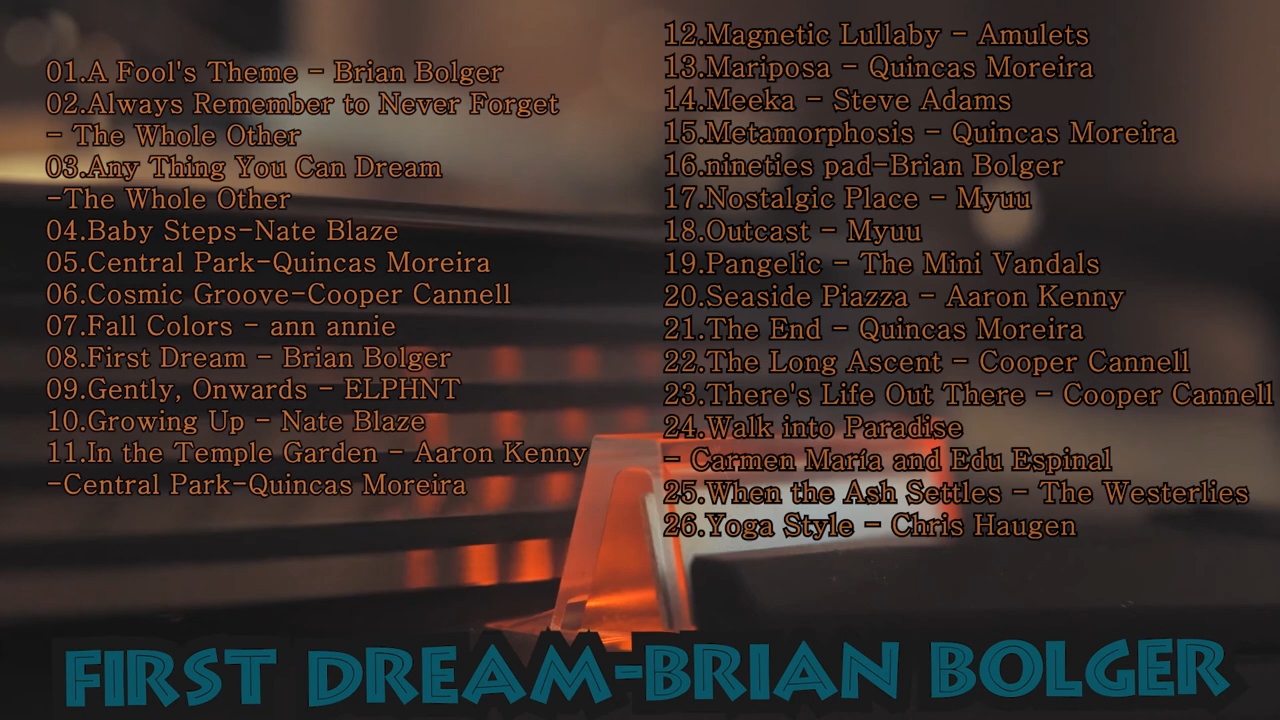 01.A Fool's Theme - Brian Bolger
02.Always Remember to Never Forget
- The Whole Other
03.Any Thing You Can Dream
-The Whole Other
04.Baby Steps-Nate Blaze
05.Central Park-Quincas Moreira
06.Cosmic Groove-Cooper Cannell
07.Fall Colors - ann annie
08.First Dream - Brian Bolger
09.Gently, Onwards - ELPHNT
10.Growing Up - Nate Blaze
11.In the Temple Garden - Aaron Kenny
-Central Park-Quincas Moreira
12.Magnetic Lullaby - Amulets
13.Mariposa - Quincas Moreira
14.Meeka - Steve Adams
15.Metamorphosis - Quincas Moreira
16.nineties pad-Brian Bolger
17.Nostalgic Place - Myuu
18.Outcast - Myuu
19.Pangelic - The Mini Vandals
20.Seaside Piazza - Aaron Kenny
21.The End - Quincas Moreira
22.The Long Ascent - Cooper Cannell
23.There's Life Out There - Cooper Cannell
24.Walk into Paradise
- Carmen María and Edu Espinal
25.When the Ash Settles - The Westerlies
26.Yoga Style - Chris Haugen
FIRST DREAM-BRIAN BOLGER